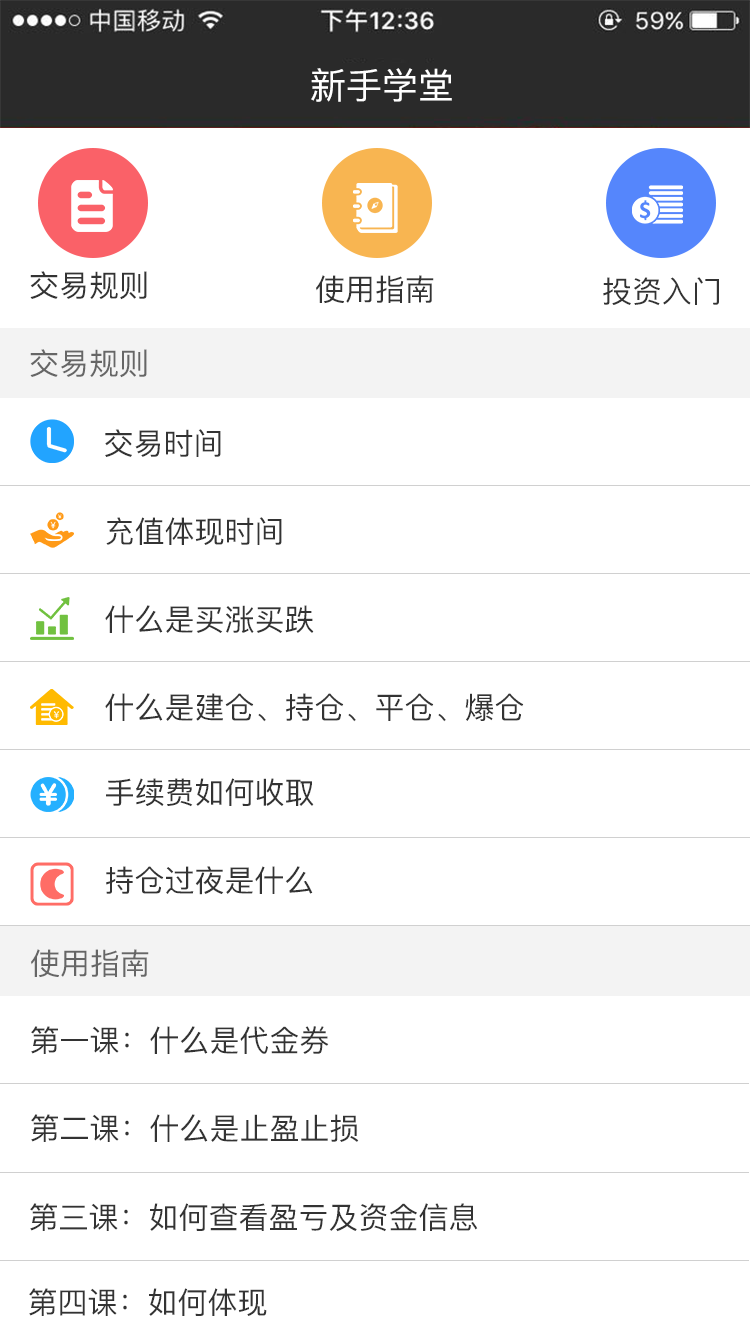 中国移动 下午12:36 59%
新手学堂
交易规则 使用指南 投资入门
交易规则
交易时间
充值体现时间
什么是买涨买跌
什么是建仓、持仓、平仓、爆仓
手续费如何收取
持仓过夜是什么
使用指南
第一课：什么是代金券
第二课：什么是止盈止损
第三课：如何查看盈亏及资金信息
第四课：如何体现